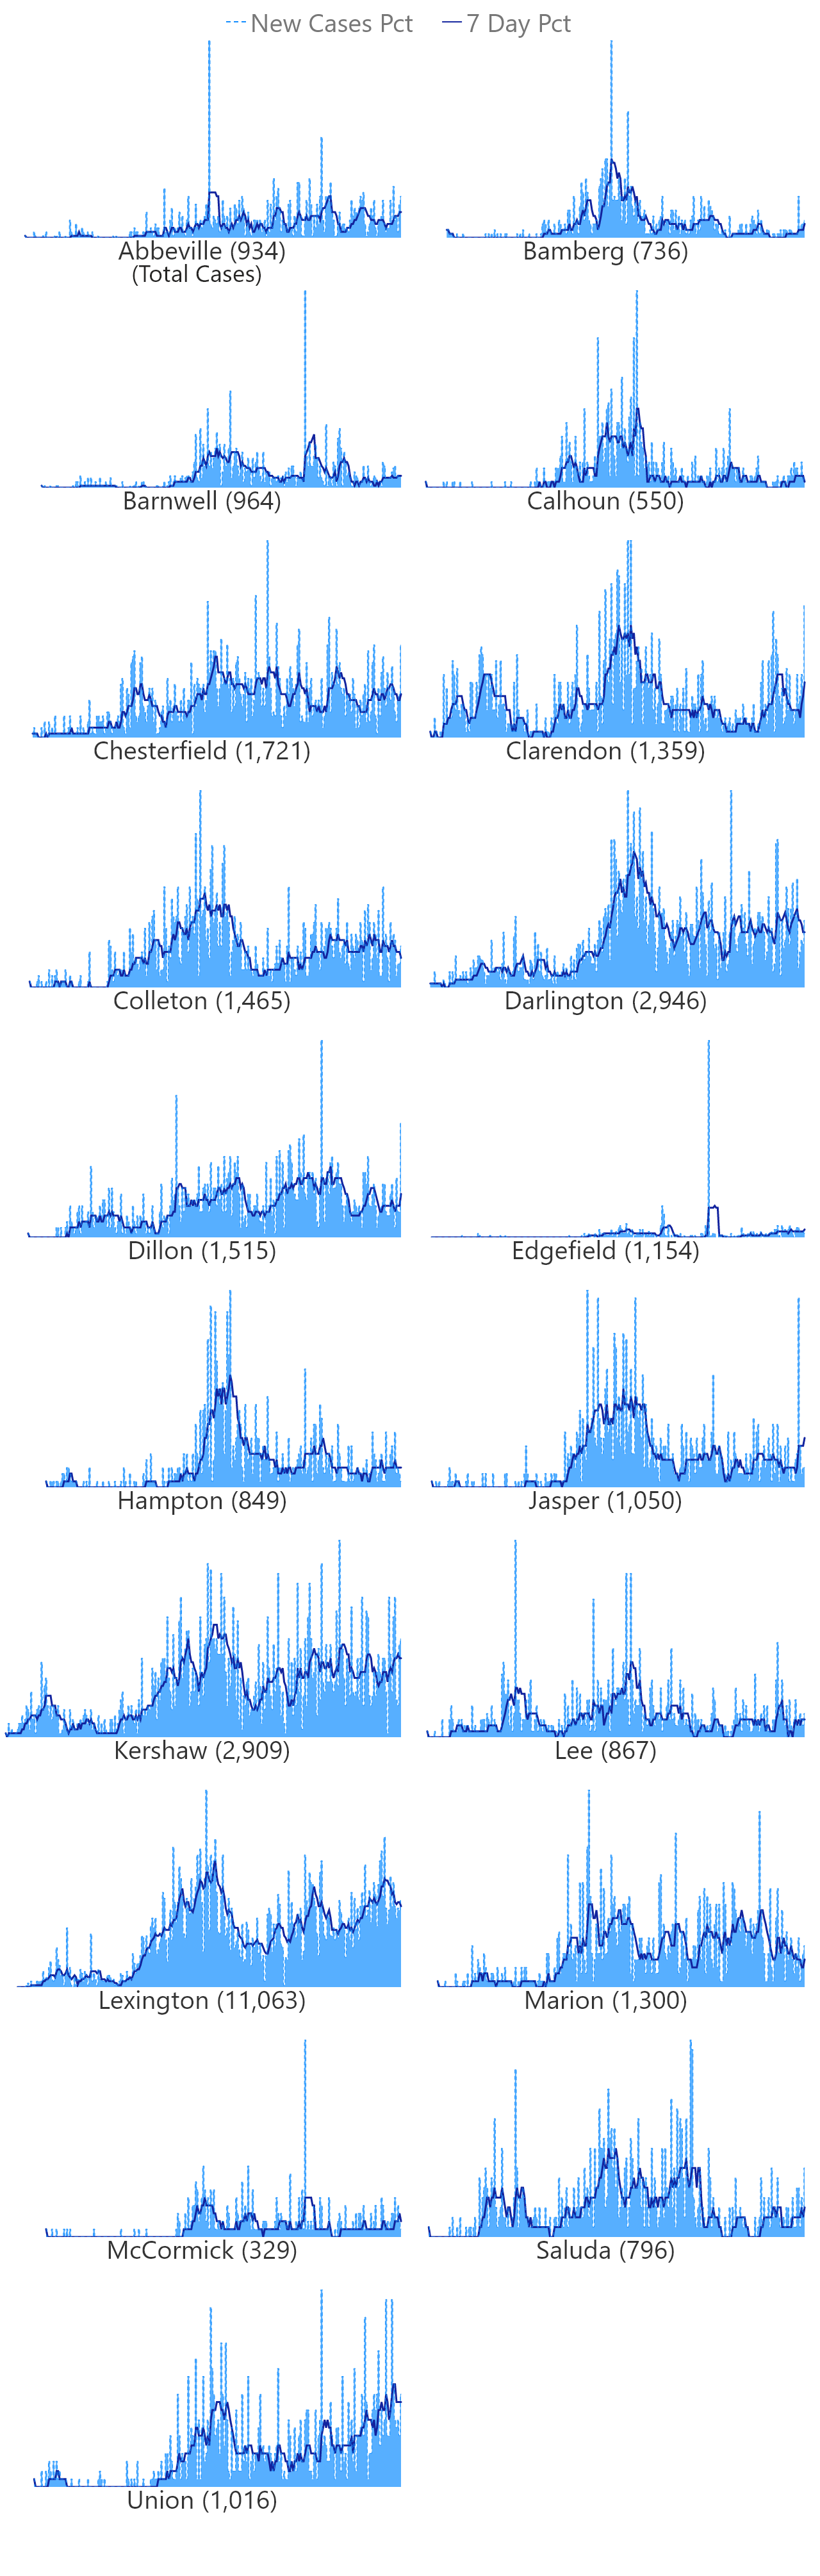 New Cases Pct 7 Day Pct
Abbeville (934) Bamberg (736)
(Total Cases)
Barnwell (964) Calhoun (550)
Chesterfield (1,721) Clarendon (1,359)
Colleton (1,465) Darlington (2,946)
Dillon (1,515) Edgefield (1,154)
Hampton (849) Jasper (1,050)
Kershaw (2,909) Lee (867)
Lexington (11,063) Marion (1,300)
McCormick (329) Saluda (796)
Union (1,016)